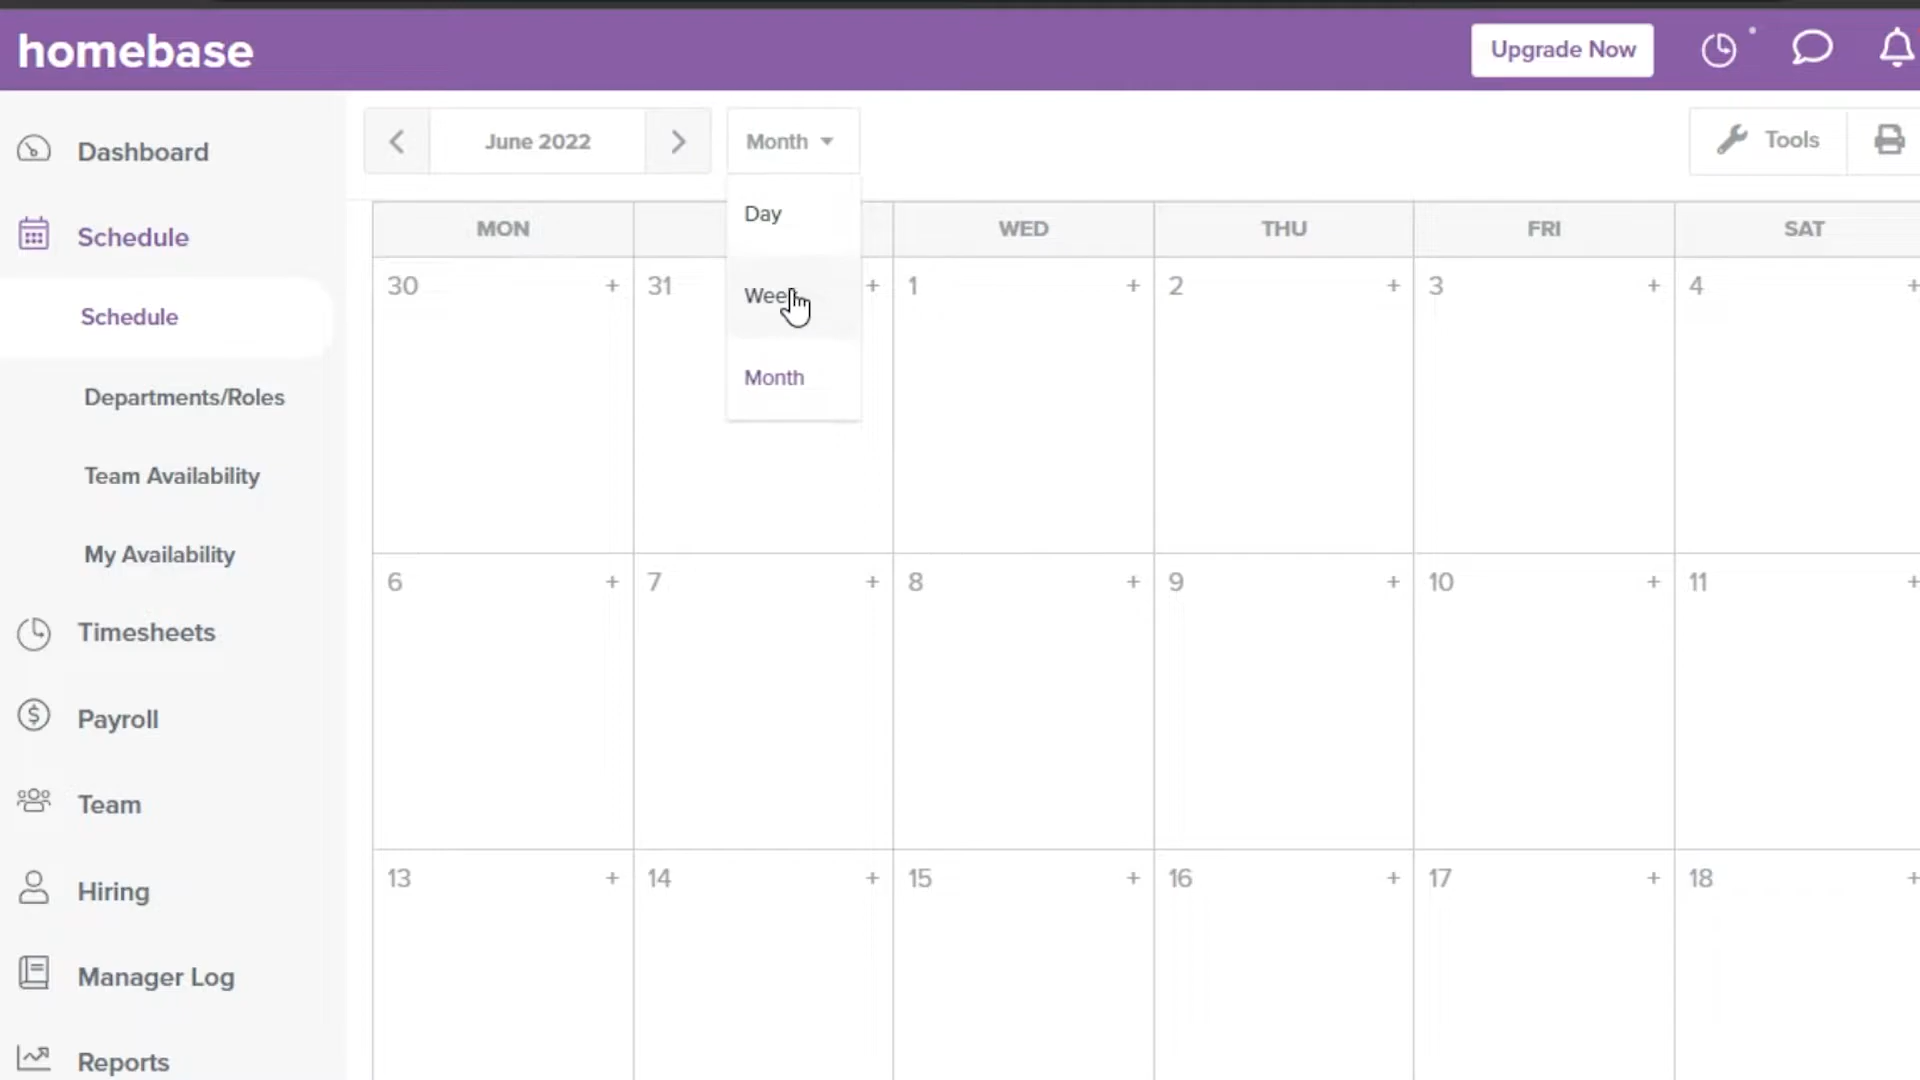 homebase
Upgrade Now
Dashboard
Schedule
Schedule
Departments/Roles
Team Availability
My Availability
Timesheets
Payroll
Team
Hiring
Manager Log
Reports
June 2022
Month
Tools
Day
Week
Month
MON WED THU FRI SAT
30 + 31 + 1 + 2 + 3 + 4 +
6 + 7 + 8 + 9 + 10 + 11 +
13 + 14 + 15 + 16 + 17 + 18 +